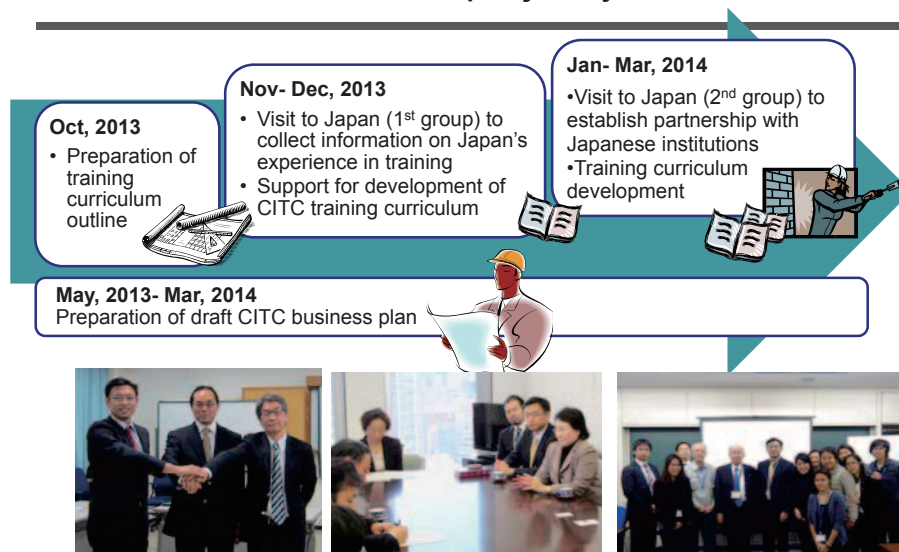 Oct, 2013
• Preparation of
training
curriculum
outline
Nov- Dec, 2013
• Visit to Japan (1st group) to
collect information on Japan's
experience in training
• Support for development of
CITC training curriculum
Jan- Mar, 2014
•Visit to Japan (2nd group) to
establish partnership with
Japanese institutions
•Training curriculum
development
May, 2013- Mar, 2014
Preparation of draft CITC business plan